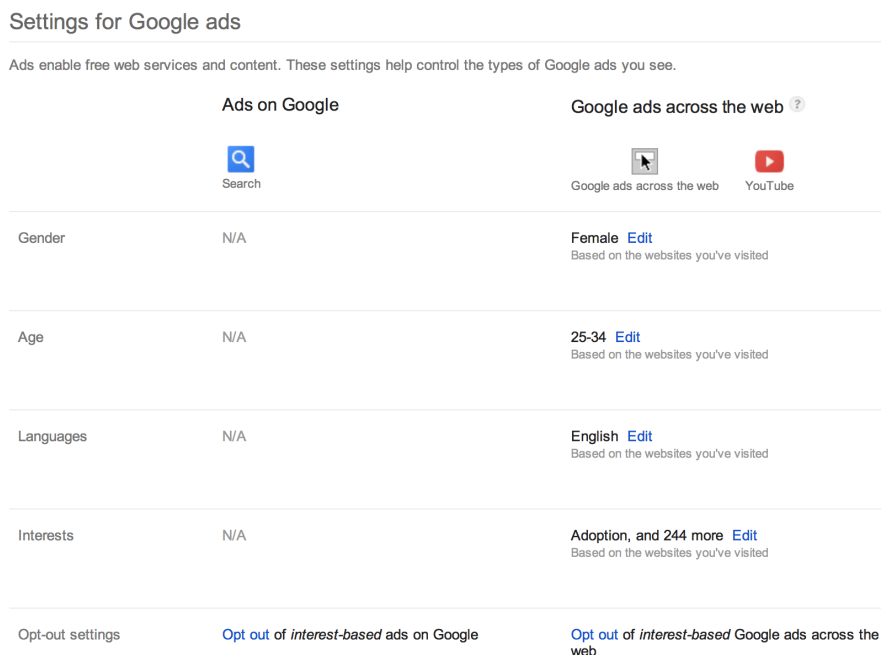 Settings for Google ads
Ads enable free web services and content. These settings help control the types of Google ads you see.
Ads on Google
Google ads across the web ?
Search
Google ads across the web
YouTube
Gender
N/A
Female Edit
Based on the websites you've visited
Age
N/A
25-34 Edit
Based on the websites you've visited
Languages
N/A
English Edit
Based on the websites you've visited
Interests
N/A
Adoption, and 244 more Edit
Based on the websites you've visited
Opt-out settings
Opt out of interest-based ads on Google
Opt out of interest-based Google ads across the
web